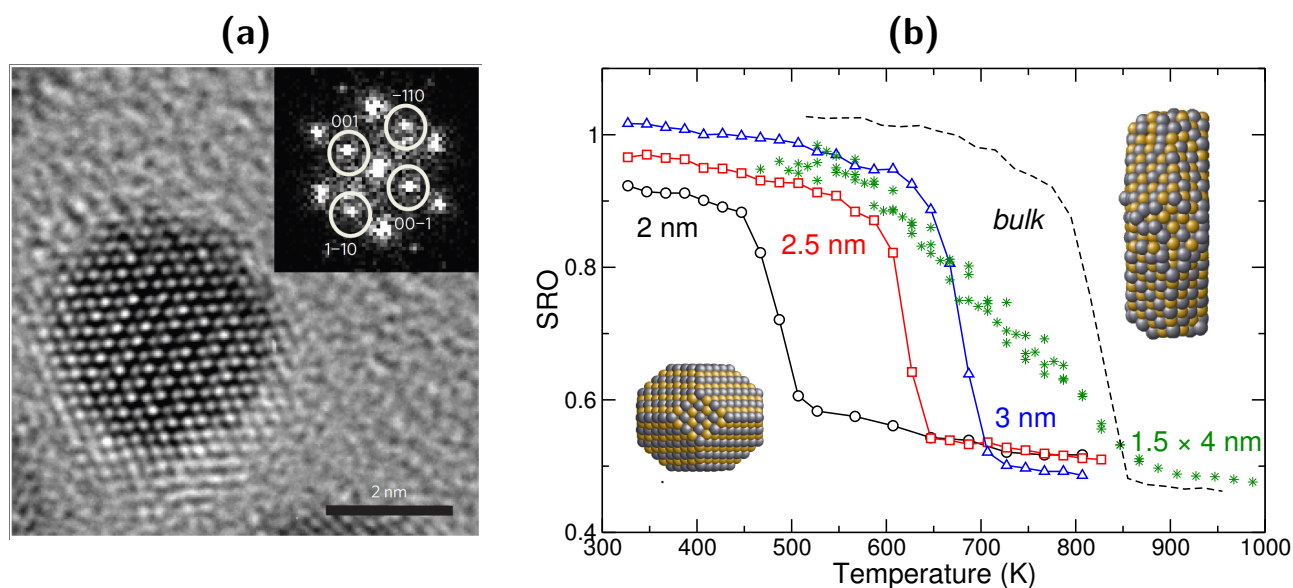 (a)
(b)
001
−110
00−1
1−10
2 nm
SRO
1
0.8
0.6
0.4
2 nm
2.5 nm
3 nm
bulk
1.5 × 4 nm
300 400 500 600 700 800 900 1000
Temperature (K)